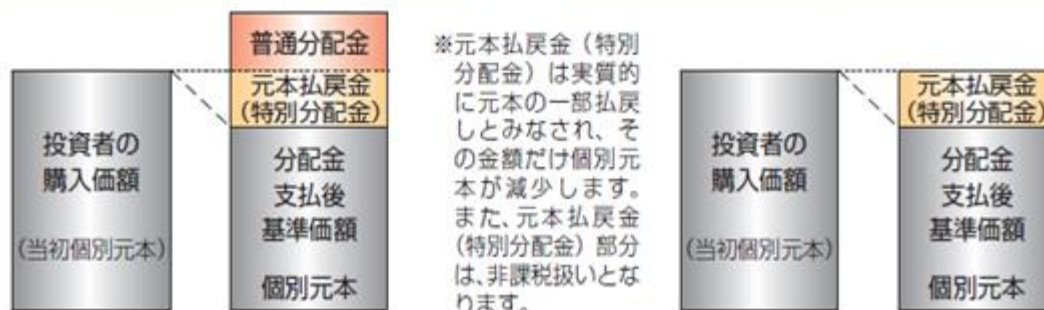 普通分配金
元本払戻金
(特別分配金)
投資者の
購入価額
(当初個別元本)
分配金
支払後
基準価額
個別元本
※元本払戻金（特別
分配金）は実質的
に元本の一部払戻
しとみなされ、そ
の金額だけ個別元
本が減少します。
また、元本払戻金
(特別分配金) 部分
は、非課税扱いとな
ります。
元本払戻金
(特別分配金)
投資者の
購入価額
(当初個別元本)
分配金
支払後
基準価額
個別元本